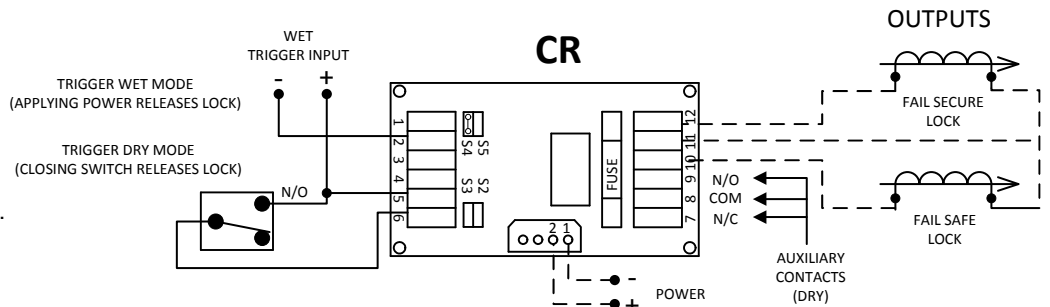 OUTPUTS
WET
TRIGGER INPUT
CR
- +
TRIGGER WET MODE
(APPLYING POWER RELEASES LOCK)
TRIGGER DRY MODE
(CLOSING SWITCH RELEASES LOCK)
N/O
1
2
3
4
5
6
S4 S5
S3 S2
FUSE
12
11
10
9
8
7
2 1
FAIL SECURE
LOCK
FAIL SAFE
LOCK
N/O
COM
N/C
AUXILIARY
CONTACTS
(DRY)
-
POWER
+
.